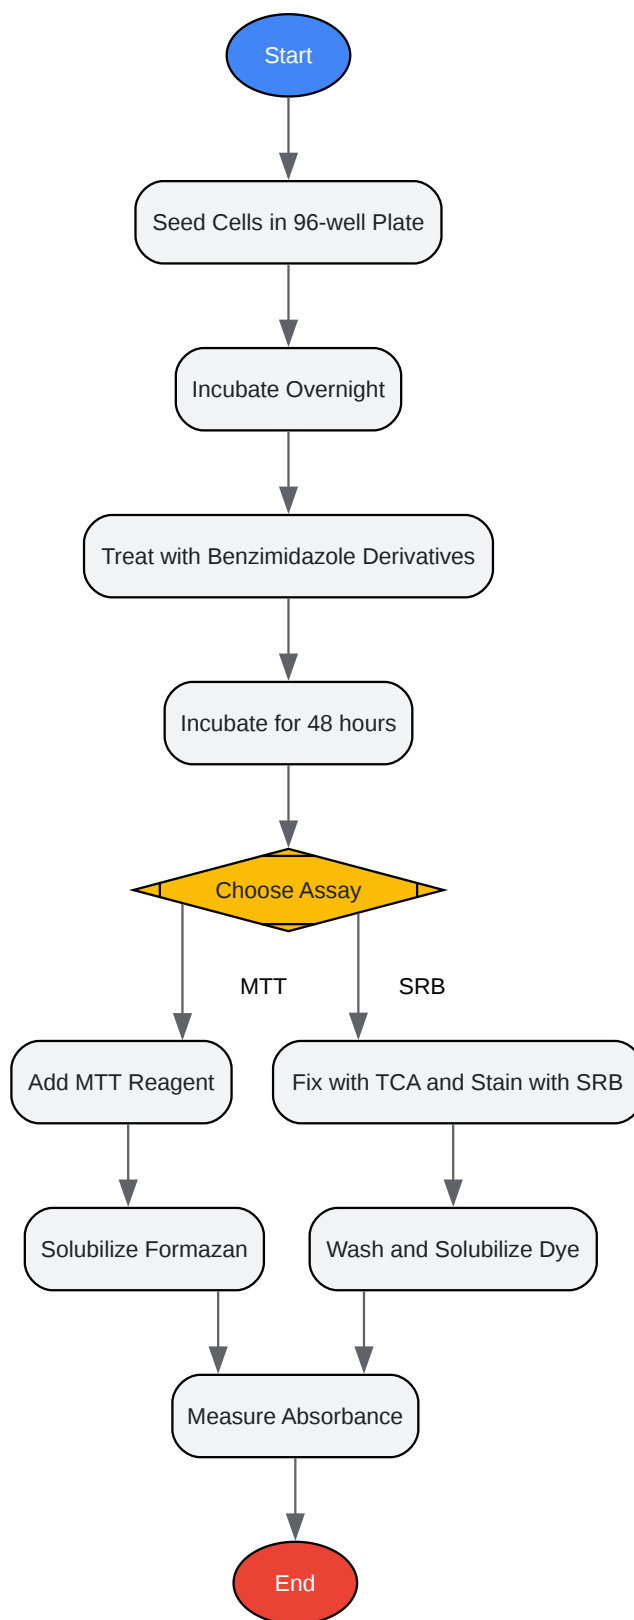 Start
Seed Cells in 96-well Plate
Incubate Overnight
Treat with Benzimidazole Derivatives
Incubate for 48 hours
Choose Assay
MTT
SRB
Add MTT Reagent
Fix with TCA and Stain with SRB
Solubilize Formazan
Wash and Solubilize Dye
Measure Absorbance
End